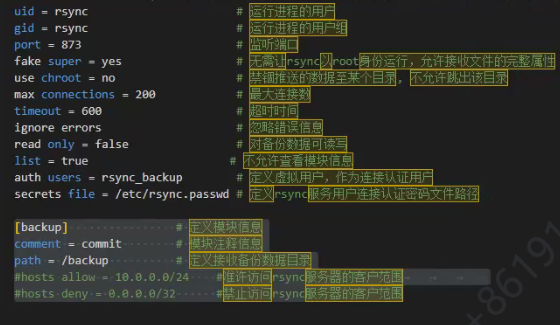 uid = rsync # 运行进程的用户
gid = rsync # 运行进程的用户组
port = 873 # 监听端口
fake super = yes # 无需让rsync义root身份运行，允许接收文件的完整属性
use chroot = no # 禁锢推送的数据至某个目录，不允许跳出该目录
max connections = 200 # 最大连接数
timeout = 600 # 超时时间
ignore errors # 忽略错误信息
read only = false # 对备份数据可读写
list = true # 不允许查看模块信息
auth users = rsync_backup # 定义虚拟用户，作为连接认证用户
secrets file = /etc/rsync.passwd # 定义rsync服务用户连接认证密码文件路径
[backup] # 定义模块信息
comment = commit # 模块注释信息
path = /backup # 定义接收备份数据目录
#hosts allow = 10.0.0.0/24 #准许访问rsync服务器的客户范围
#hosts deny = 0.0.0.0/32 #禁止访问rsync服务器的客户范围
+86191